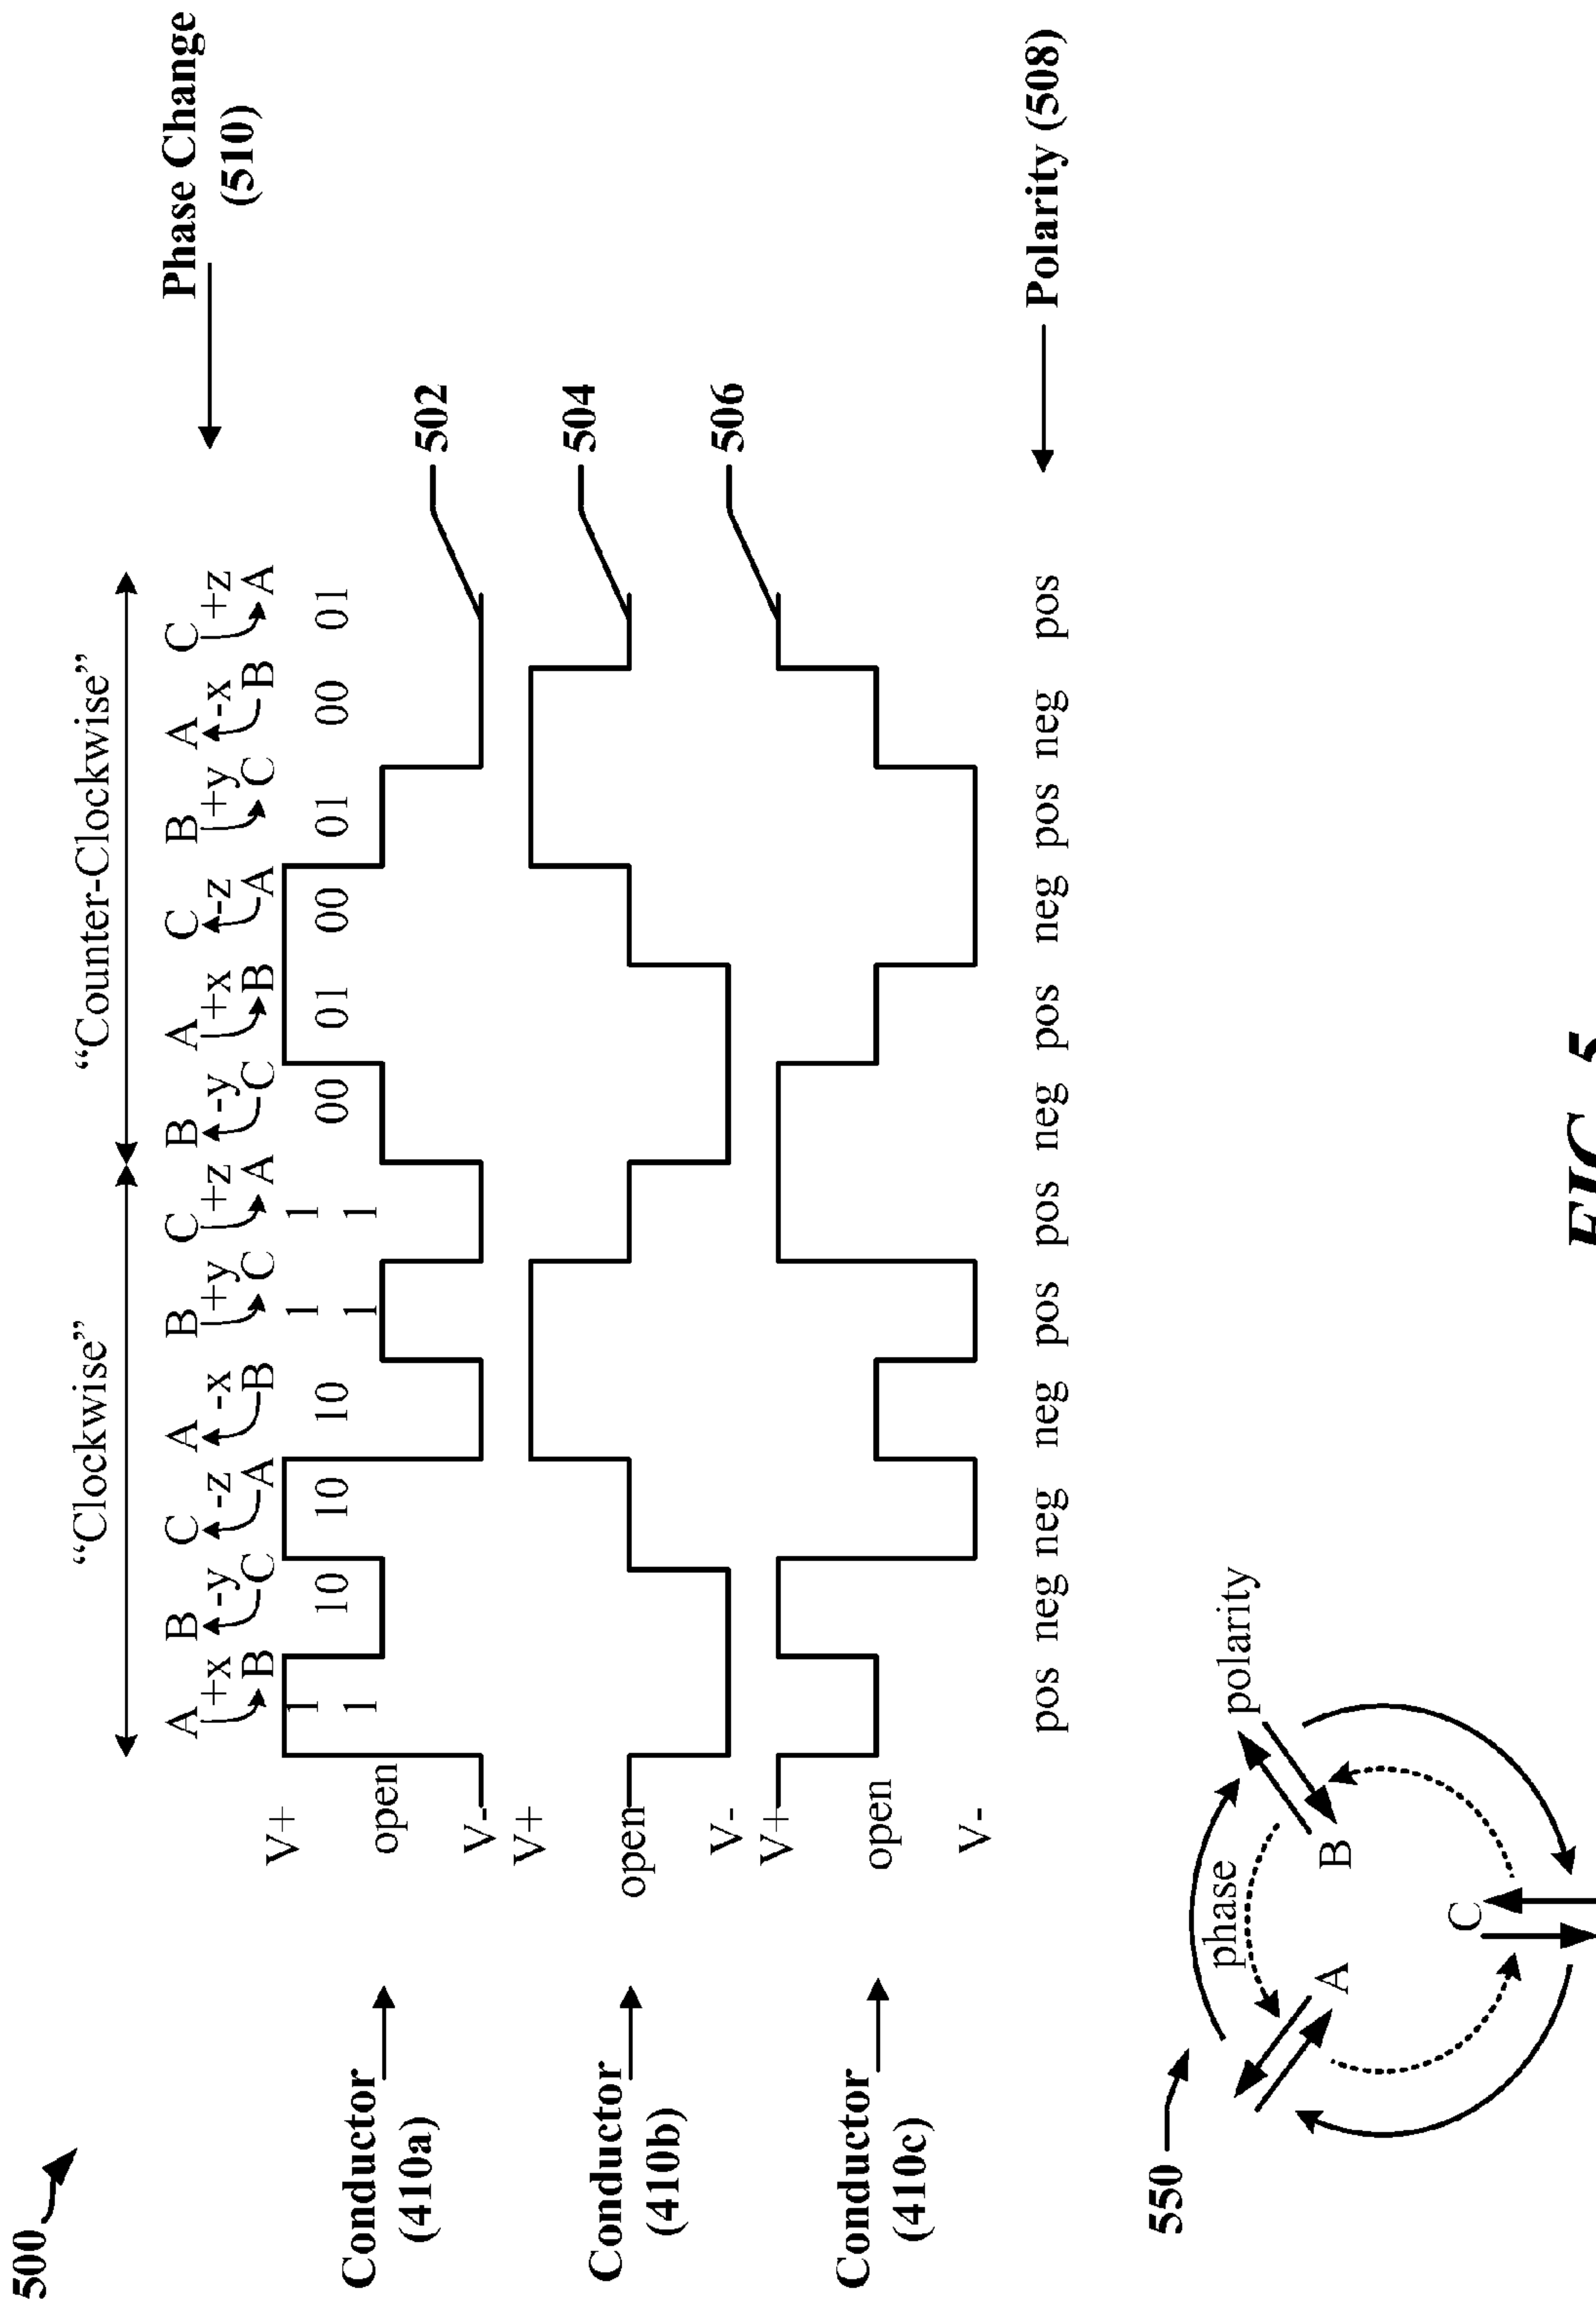 500
“Clockwise” “Counter-Clockwise”
A B C A B C B A C B A C Phase Change
+x -y -z -x +y +z -y +x -z +y -x +z
B C A B C A C B A C B A (510)
V+ 1 1 1
10 10 10 00 01 00 01 00 01
1 1 1
Conductor open
(410a) 502
V-
V+
504
Conductor open
(410b)
V- 506
V+
Conductor open
(410c)
V-
pos neg neg neg pos pos neg pos neg pos neg pos Polarity (508)
550
phase polarity
A B
C
FIG. 5